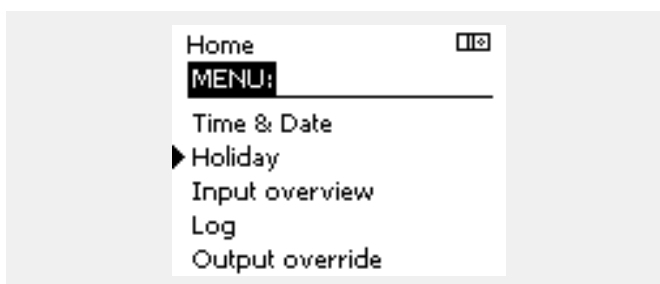 Home
MENU:
Time & Date
Holiday
Input overview
Log
Output override